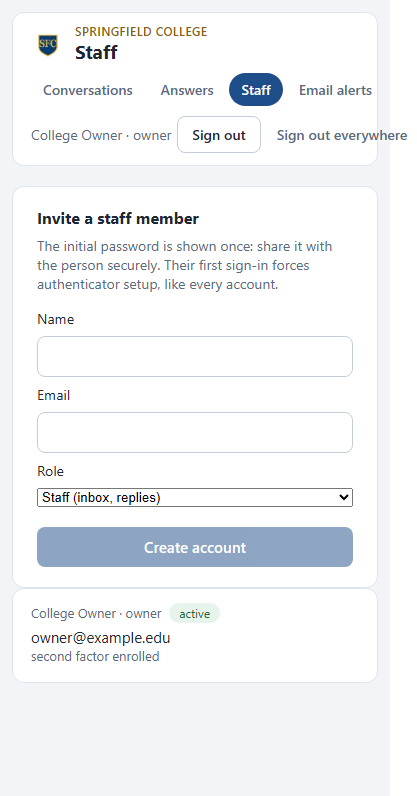 SFC
SPRINGFIELD COLLEGE
Staff
Conversations Answers Staff Email alerts
College Owner · owner Sign out Sign out everywhere
Invite a staff member
The initial password is shown once: share it with
the person securely. Their first sign-in forces
authenticator setup, like every account.
Name
Email
Role
Staff (inbox, replies)
Create account
College Owner · owner active
owner@example.edu
second factor enrolled